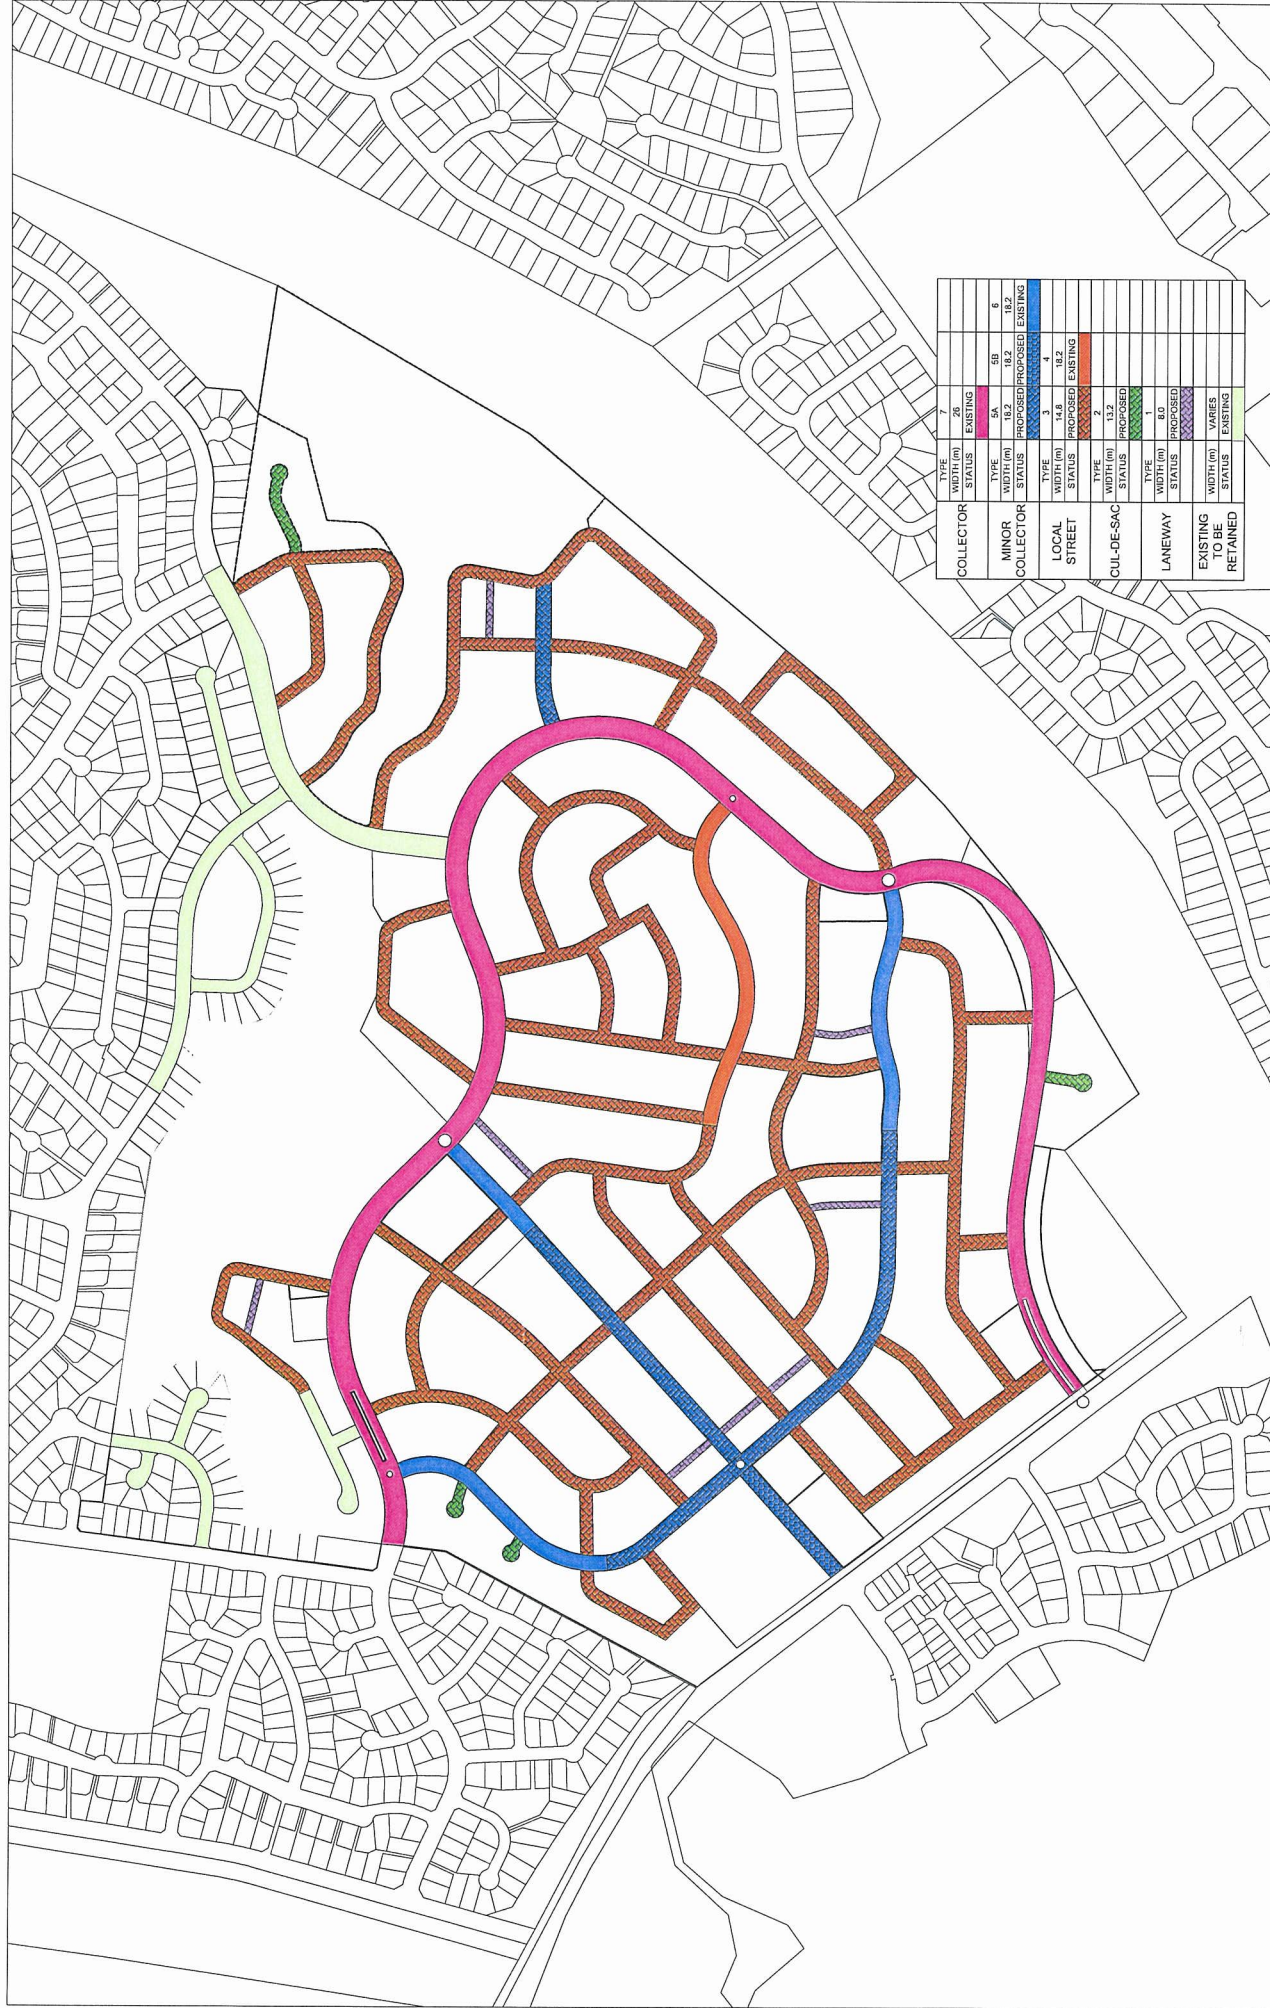 COLLECTOR
TYPE 7
WIDTH (m) 26
STATUS EXISTING
MINOR COLLECTOR
TYPE 5A 5B 6
WIDTH (m) 18.2 18.2 18.2
STATUS PROPOSED PROPOSED EXISTING
LOCAL STREET
TYPE 3 4
WIDTH (m) 14.8 18.2
STATUS PROPOSED EXISTING
CUL-DE-SAC
TYPE 2
WIDTH (m) 13.2
STATUS PROPOSED
LANEWAY
TYPE 1
WIDTH (m) 8.0
STATUS PROPOSED
EXISTING TO BE RETAINED
WIDTH (m) VARIES
STATUS EXISTING